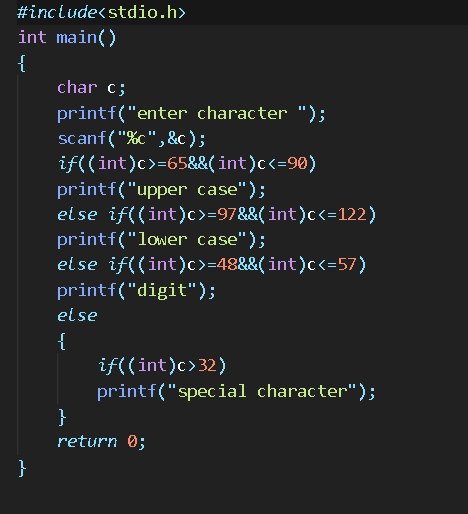 #include<stdio.h>
int main()
{
    char c;
    printf("enter character ");
    scanf("%c",&c);
    if((int)c>=65&&(int)c<=90)
    printf("upper case");
    else if((int)c>=97&&(int)c<=122)
    printf("lower case");
    else if((int)c>=48&&(int)c<=57)
    printf("digit");
    else
    {
        if((int)c>32)
        printf("special character");
    }
    return 0;
}